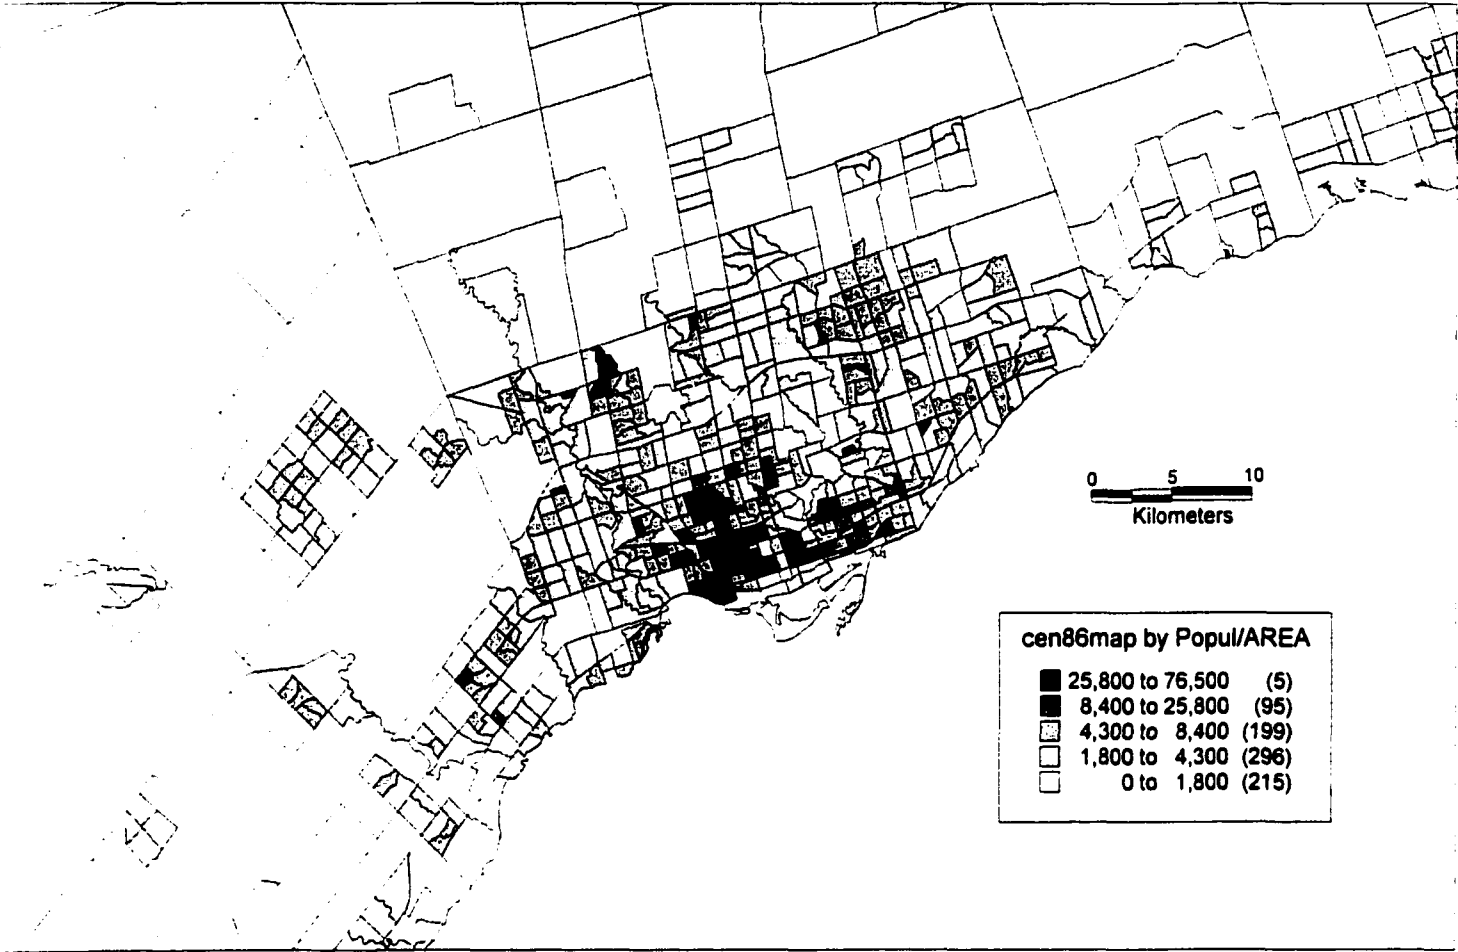 0 5 10
Kilometers
cen86map by Popul/AREA
25,800 to 76,500 (5)
8,400 to 25,800 (95)
4,300 to 8,400 (199)
1,800 to 4,300 (296)
0 to 1,800 (215)